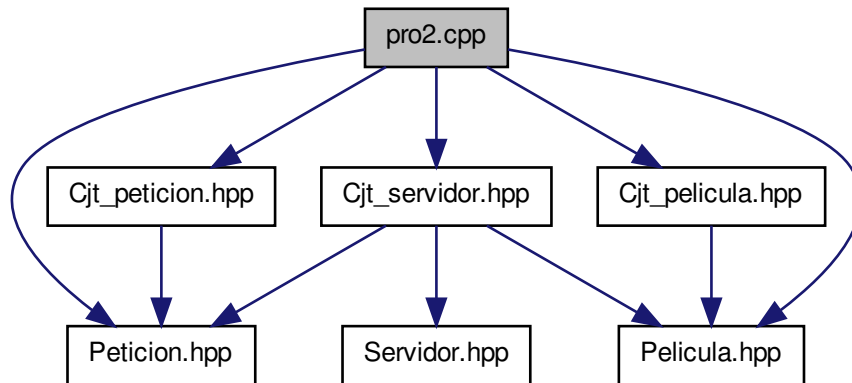 pro2.cpp
Cjt_peticion.hpp
Cjt_servidor.hpp
Cjt_pelicula.hpp
Peticion.hpp
Servidor.hpp
Pelicula.hpp